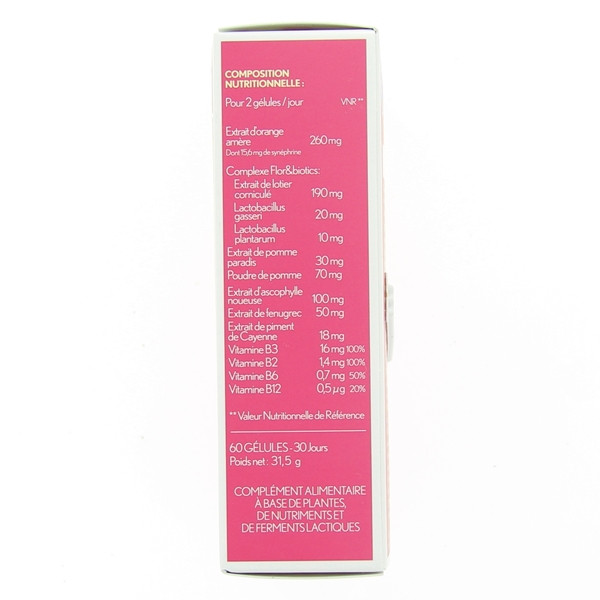 COMPOSITION
NUTRITIONNELLE :
Pour 2 gélules / jour VNR **
Extrait d'orange
amère 260 mg
Dont 15,6 mg de synéphrine
Complexe Flor&biotics:
Extrait de lotier
corniculé 190 mg
Lactobacillus
gasseri 20 mg
Lactobacillus
plantarum 10 mg
Extrait de pomme
paradis 30 mg
Poudre de pomme 70 mg
Extrait d'ascophylle
noueuse 100 mg
Extrait de fenugrec 50 mg
Extrait de piment
de Cayenne 18 mg
Vitamine B3 16 mg 100%
Vitamine B2 1,4 mg 100%
Vitamine B6 0,7 mg 50%
Vitamine B12 0,5 µg 20%
** Valeur Nutritionnelle de Référence
60 GÉLULES - 30 Jours
Poids net : 31,5 g
COMPLÉMENT ALIMENTAIRE
À BASE DE PLANTES,
DE NUTRIMENTS ET
DE FERMENTS LACTIQUES